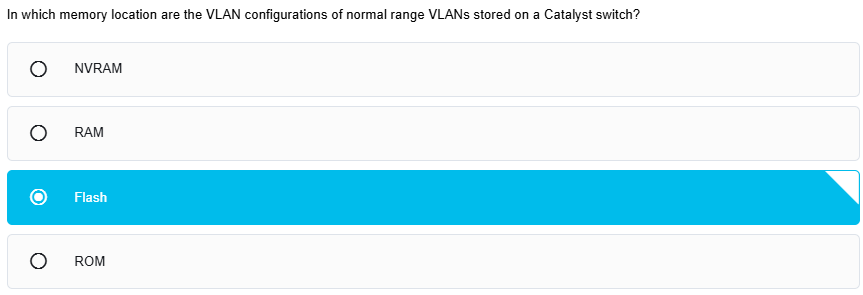 In which memory location are the VLAN configurations of normal range VLANs stored on a Catalyst switch?
NVRAM
RAM
Flash
ROM